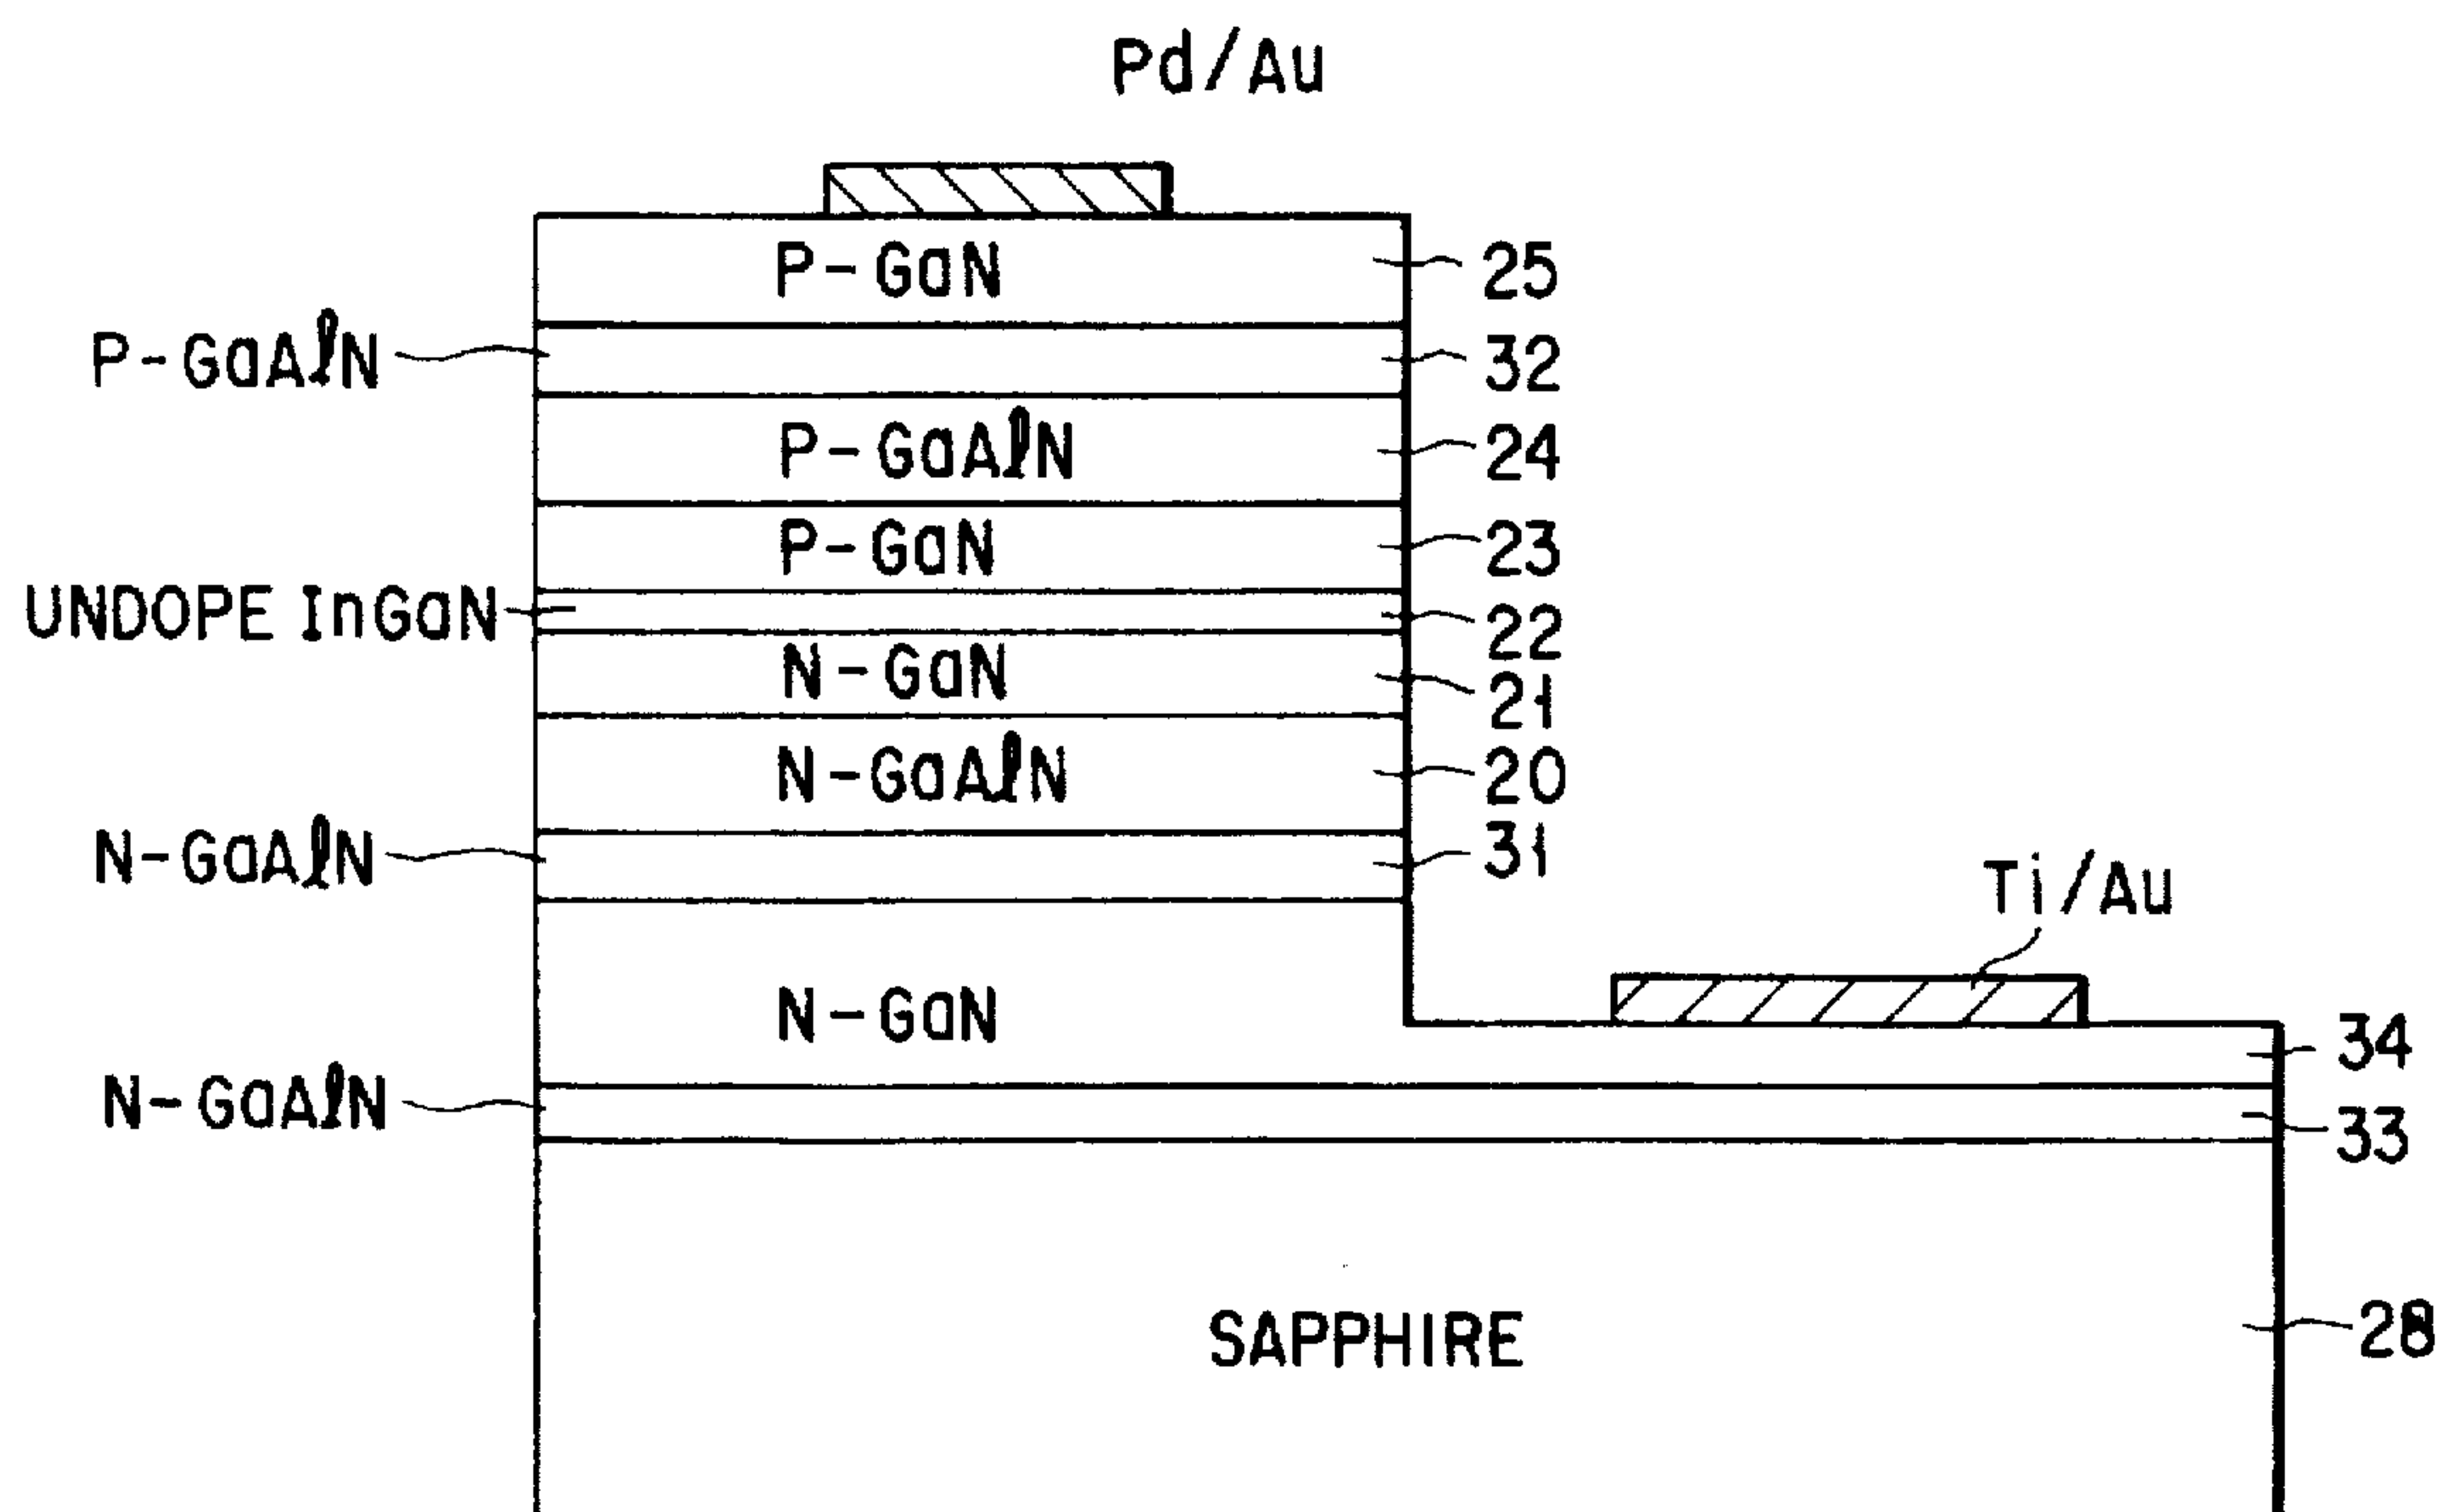 Pd/Au
P-GaN 25
P-GaAlN 32
P-GaAlN 24
P-GaN 23
UNDOPE InGaN 22
N-GaN 21
N-GaAlN 20
N-GaAlN 31
Ti/Au
N-GaN 34
N-GaAlN 33
SAPPHIRE 28